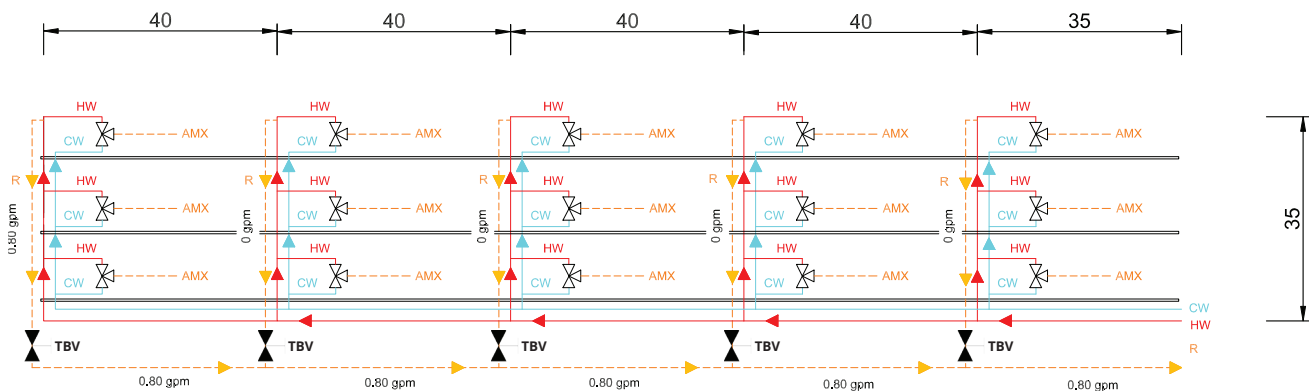 40 40 40 40 35
HW HW HW HW HW
CW AMX CW AMX CW AMX CW AMX CW AMX
R R R R R
HW HW HW HW HW
CW AMX CW AMX CW AMX CW AMX CW AMX
0.80 gpm 0 gpm 0 gpm 0 gpm 0 gpm
35
HW HW HW HW HW
CW AMX CW AMX CW AMX CW AMX CW AMX
CW
HW
TBV TBV TBV TBV TBV R
0.80 gpm 0.80 gpm 0.80 gpm 0.80 gpm 0.80 gpm